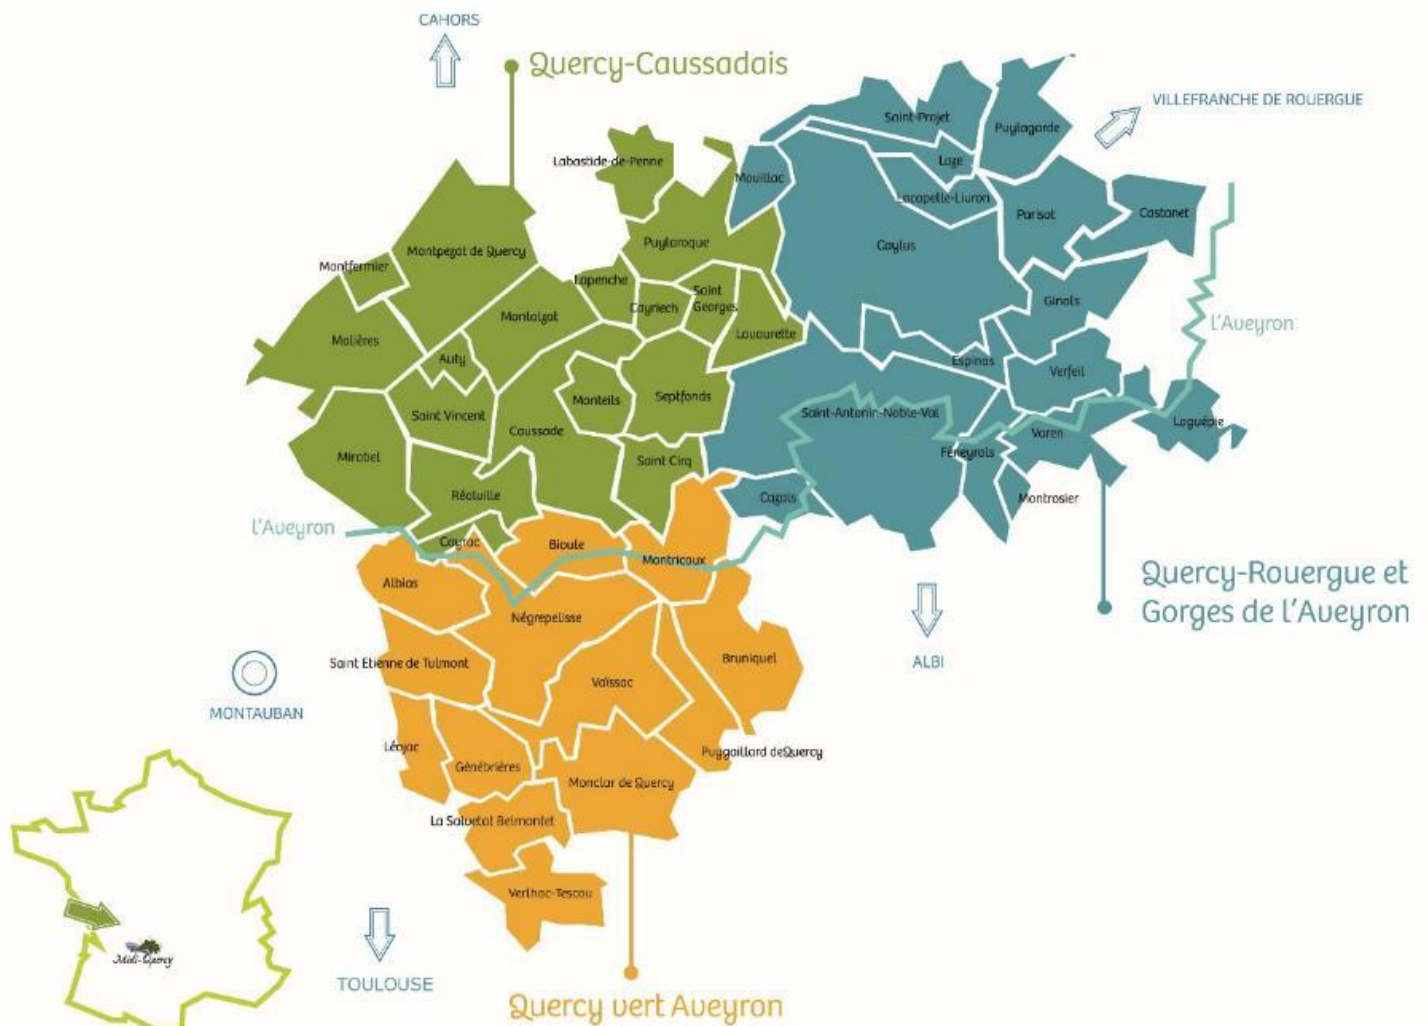 CAHORS
Quercy-Caussadais
VILLEFRANCHE DE ROUERGUE
Saint-Projet
Puylagarde
Labastide-de-Penne
Mouillac
Loze
Lacapelle-Livron
Parisot
Castanet
Puylaroque
Montpezat de Quercy
Caylus
Montfermier
Lapenche
Saint
Georges
Cayriech
Ginals
Montalzat
l'Aveyron
Molières
Lavaurette
Auty
Espinas
Verfeil
Monteils
Septfonds
Saint Vincent
Saint-Antonin-Noble-Val
Laguépie
Caussade
Varen
Mirabel
Saint Cirq
Féneyrols
Réalville
Cazals
Montrosier
l'Aveyron
Cayrac
Bioule
Montricoux
Albias
Quercy-Rouergue et
Gorges de l'Aveyron
Négrepelisse
Saint Etienne de Tulmont
Bruniquel
ALBI
Vaïssac
MONTAUBAN
Léojac
Puygaillard deQuercy
Génébrières
Monclar de Quercy
La Salvetat Belmontet
Verlhac-Tescou
Midi-Quercy
TOULOUSE
Quercy vert Aveyron